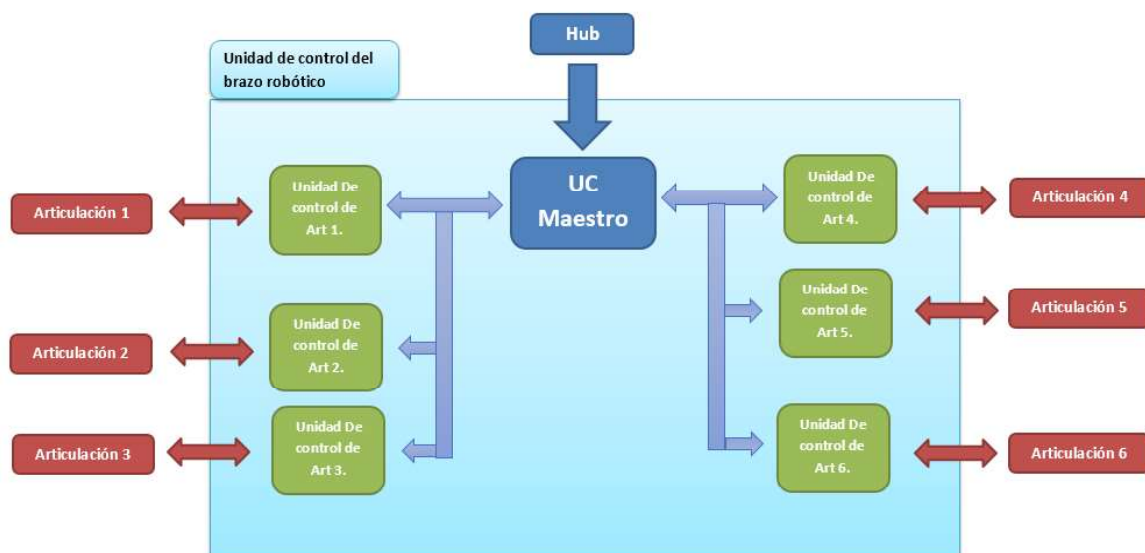 Hub
Unidad de control del
brazo robótico
UC
Maestro
Articulación 1
Unidad De
control de
Art 1.
Articulación 2
Unidad De
control de
Art 2.
Articulación 3
Unidad De
control de
Art 3.
Unidad De
control de
Art 4.
Articulación 4
Unidad De
control de
Art 5.
Articulación 5
Unidad De
control de
Art 6.
Articulación 6